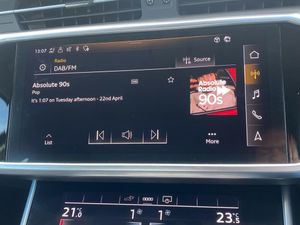 13:07
Radio
DAB/FM
Source
Absolute 90s
Pop
It's 1:07 on Tuesday afternoon - 22nd April
Absolute
Radio
90s
List
More
21.0
1
1
23.5